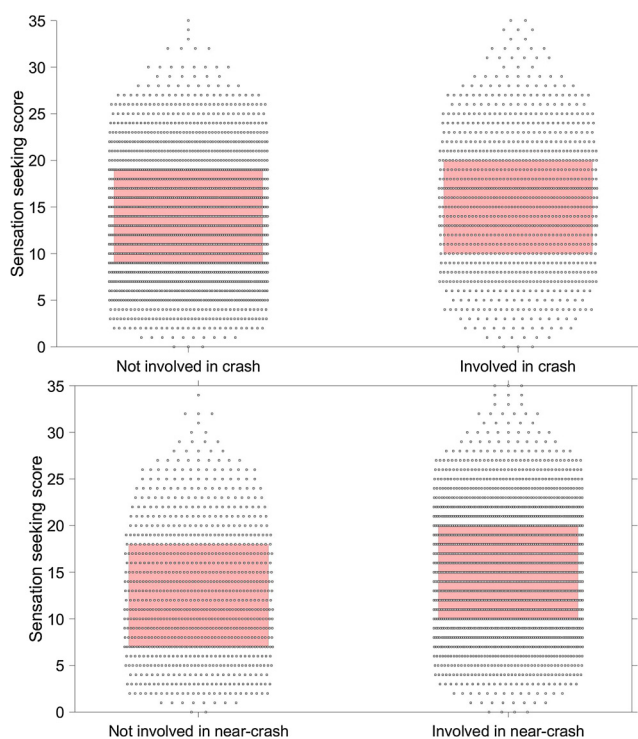 Sensation seeking score
35
30
25
20
15
10
5
0
Not involved in crash
Involved in crash
Sensation seeking score
35
30
25
20
15
10
5
0
Not involved in near-crash
Involved in near-crash